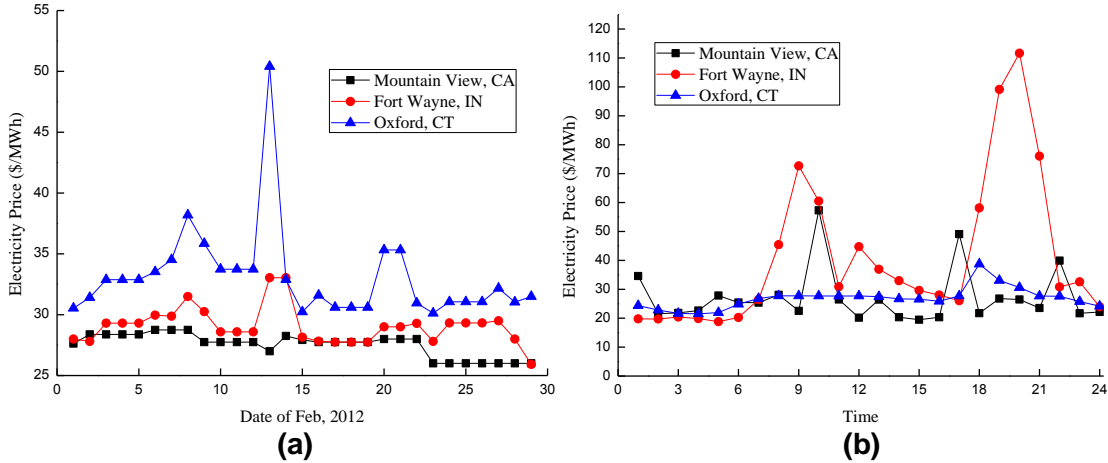 55
50
45
40
35
30
25
Electricity Price ($/MWh)
Mountain View, CA
Fort Wayne, IN
Oxford, CT
0 5 10 15 20 25 30
Date of Feb, 2012
(a)
120
110
100
90
80
70
60
50
40
30
20
10
0
Electricity Price ($/MWh)
Mountain View, CA
Fort Wayne, IN
Oxford, CT
0 3 6 9 12 15 18 21 24
Time
(b)